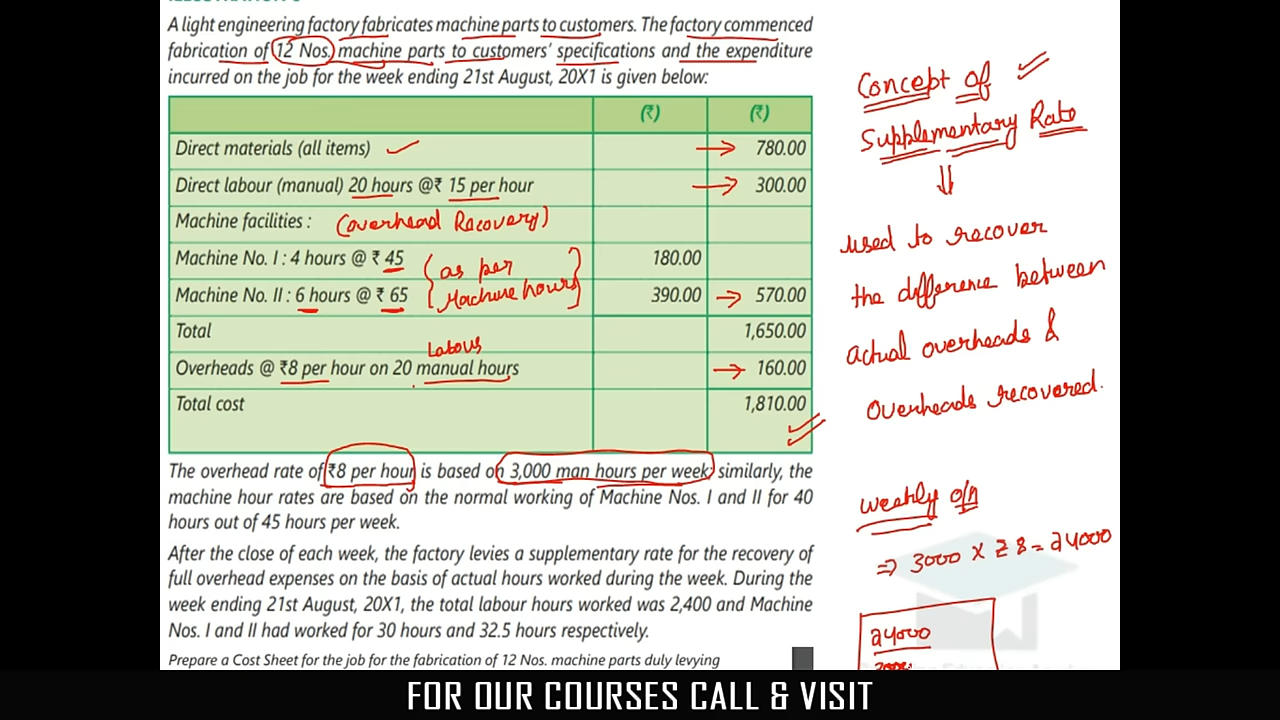 A light engineering factory fabricates machine parts to customers. The factory commenced
fabrication of 12 Nos. machine parts to customers' specifications and the expenditure
incurred on the job for the week ending 21st August, 20X1 is given below:
(₹) (₹)
Direct materials (all items) 780.00
Direct labour (manual) 20 hours @₹ 15 per hour 300.00
Machine facilities : (overhead Recovery)
Machine No. I : 4 hours @ ₹ 45 180.00
(as per
Machine No. II : 6 hours @ ₹ 65 390.00 570.00
Machine hours)
Total 1,650.00
Labour
Overheads @ ₹8 per hour on 20 manual hours 160.00
Total cost 1,810.00
The overhead rate of ₹8 per hour is based on 3,000 man hours per week; similarly, the
machine hour rates are based on the normal working of Machine Nos. I and II for 40
hours out of 45 hours per week.
After the close of each week, the factory levies a supplementary rate for the recovery of
full overhead expenses on the basis of actual hours worked during the week. During the
week ending 21st August, 20X1, the total labour hours worked was 2,400 and Machine
Nos. I and II had worked for 30 hours and 32.5 hours respectively.
Prepare a Cost Sheet for the job for the fabrication of 12 Nos. machine parts duly levying
Concept of
Supplementary Rate
used to recover
the difference between
actual overheads &
overheads recovered.
weekly o/h
⇒ 3000 × ₹ 8 = 24000
24000
FOR OUR COURSES CALL & VISIT